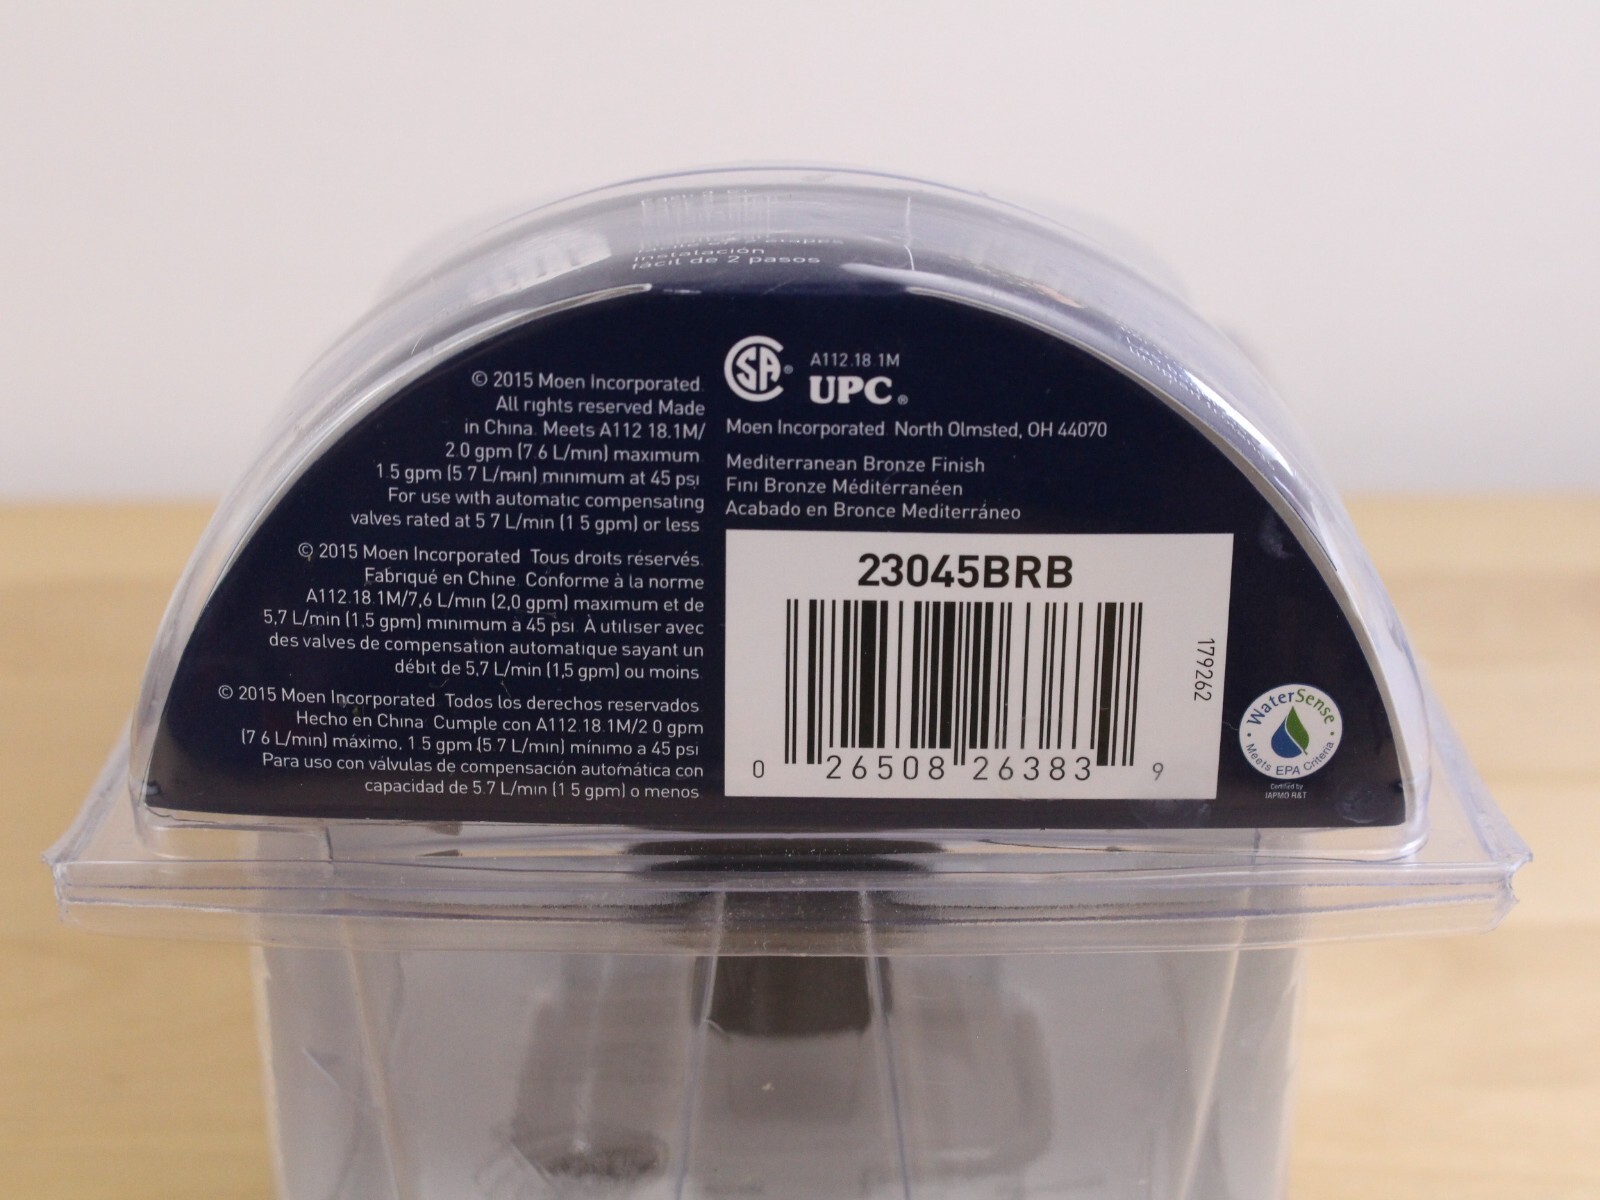 Instalación
fácil de 2 pasos
© 2015 Moen Incorporated.
All rights reserved Made
in China. Meets A112 18.1M/
2.0 gpm (7.6 L/min) maximum
1.5 gpm (5 7 L/min) minimum at 45 psi
For use with automatic compensating
valves rated at 5 7 L/min (1 5 gpm) or less
© 2015 Moen Incorporated Tous droits réservés.
Fabriqué en Chine. Conforme à la norme
A112.18.1M/7,6 L/min (2,0 gpm) maximum et de
5,7 L/min (1.5 gpm) minimum à 45 psi. À utiliser avec
des valves de compensation automatique sayant un
débit de 5,7 L/min (1,5 gpm) ou moins.
© 2015 Moen Incorporated. Todos los derechos reservados.
Hecho en China. Cumple con A112 18.1M/2 0 gpm
(7 6 L/min) máximo, 1.5 gpm (5.7 L/min) mínimo a 45 psi
Para uso con válvulas de compensación automática con
capacidad de 5.7 L/min (1 5 gpm) o menos.
SA®
A112.18 1M
UPC®
Moen Incorporated. North Olmsted, OH 44070
Mediterranean Bronze Finish
Fini Bronze Méditerranéen
Acabado en Bronce Mediterráneo
23045BRB
0 26508 26383 9
179262
WaterSense
Meets EPA Criteria
Certified by
IAPMO R&T